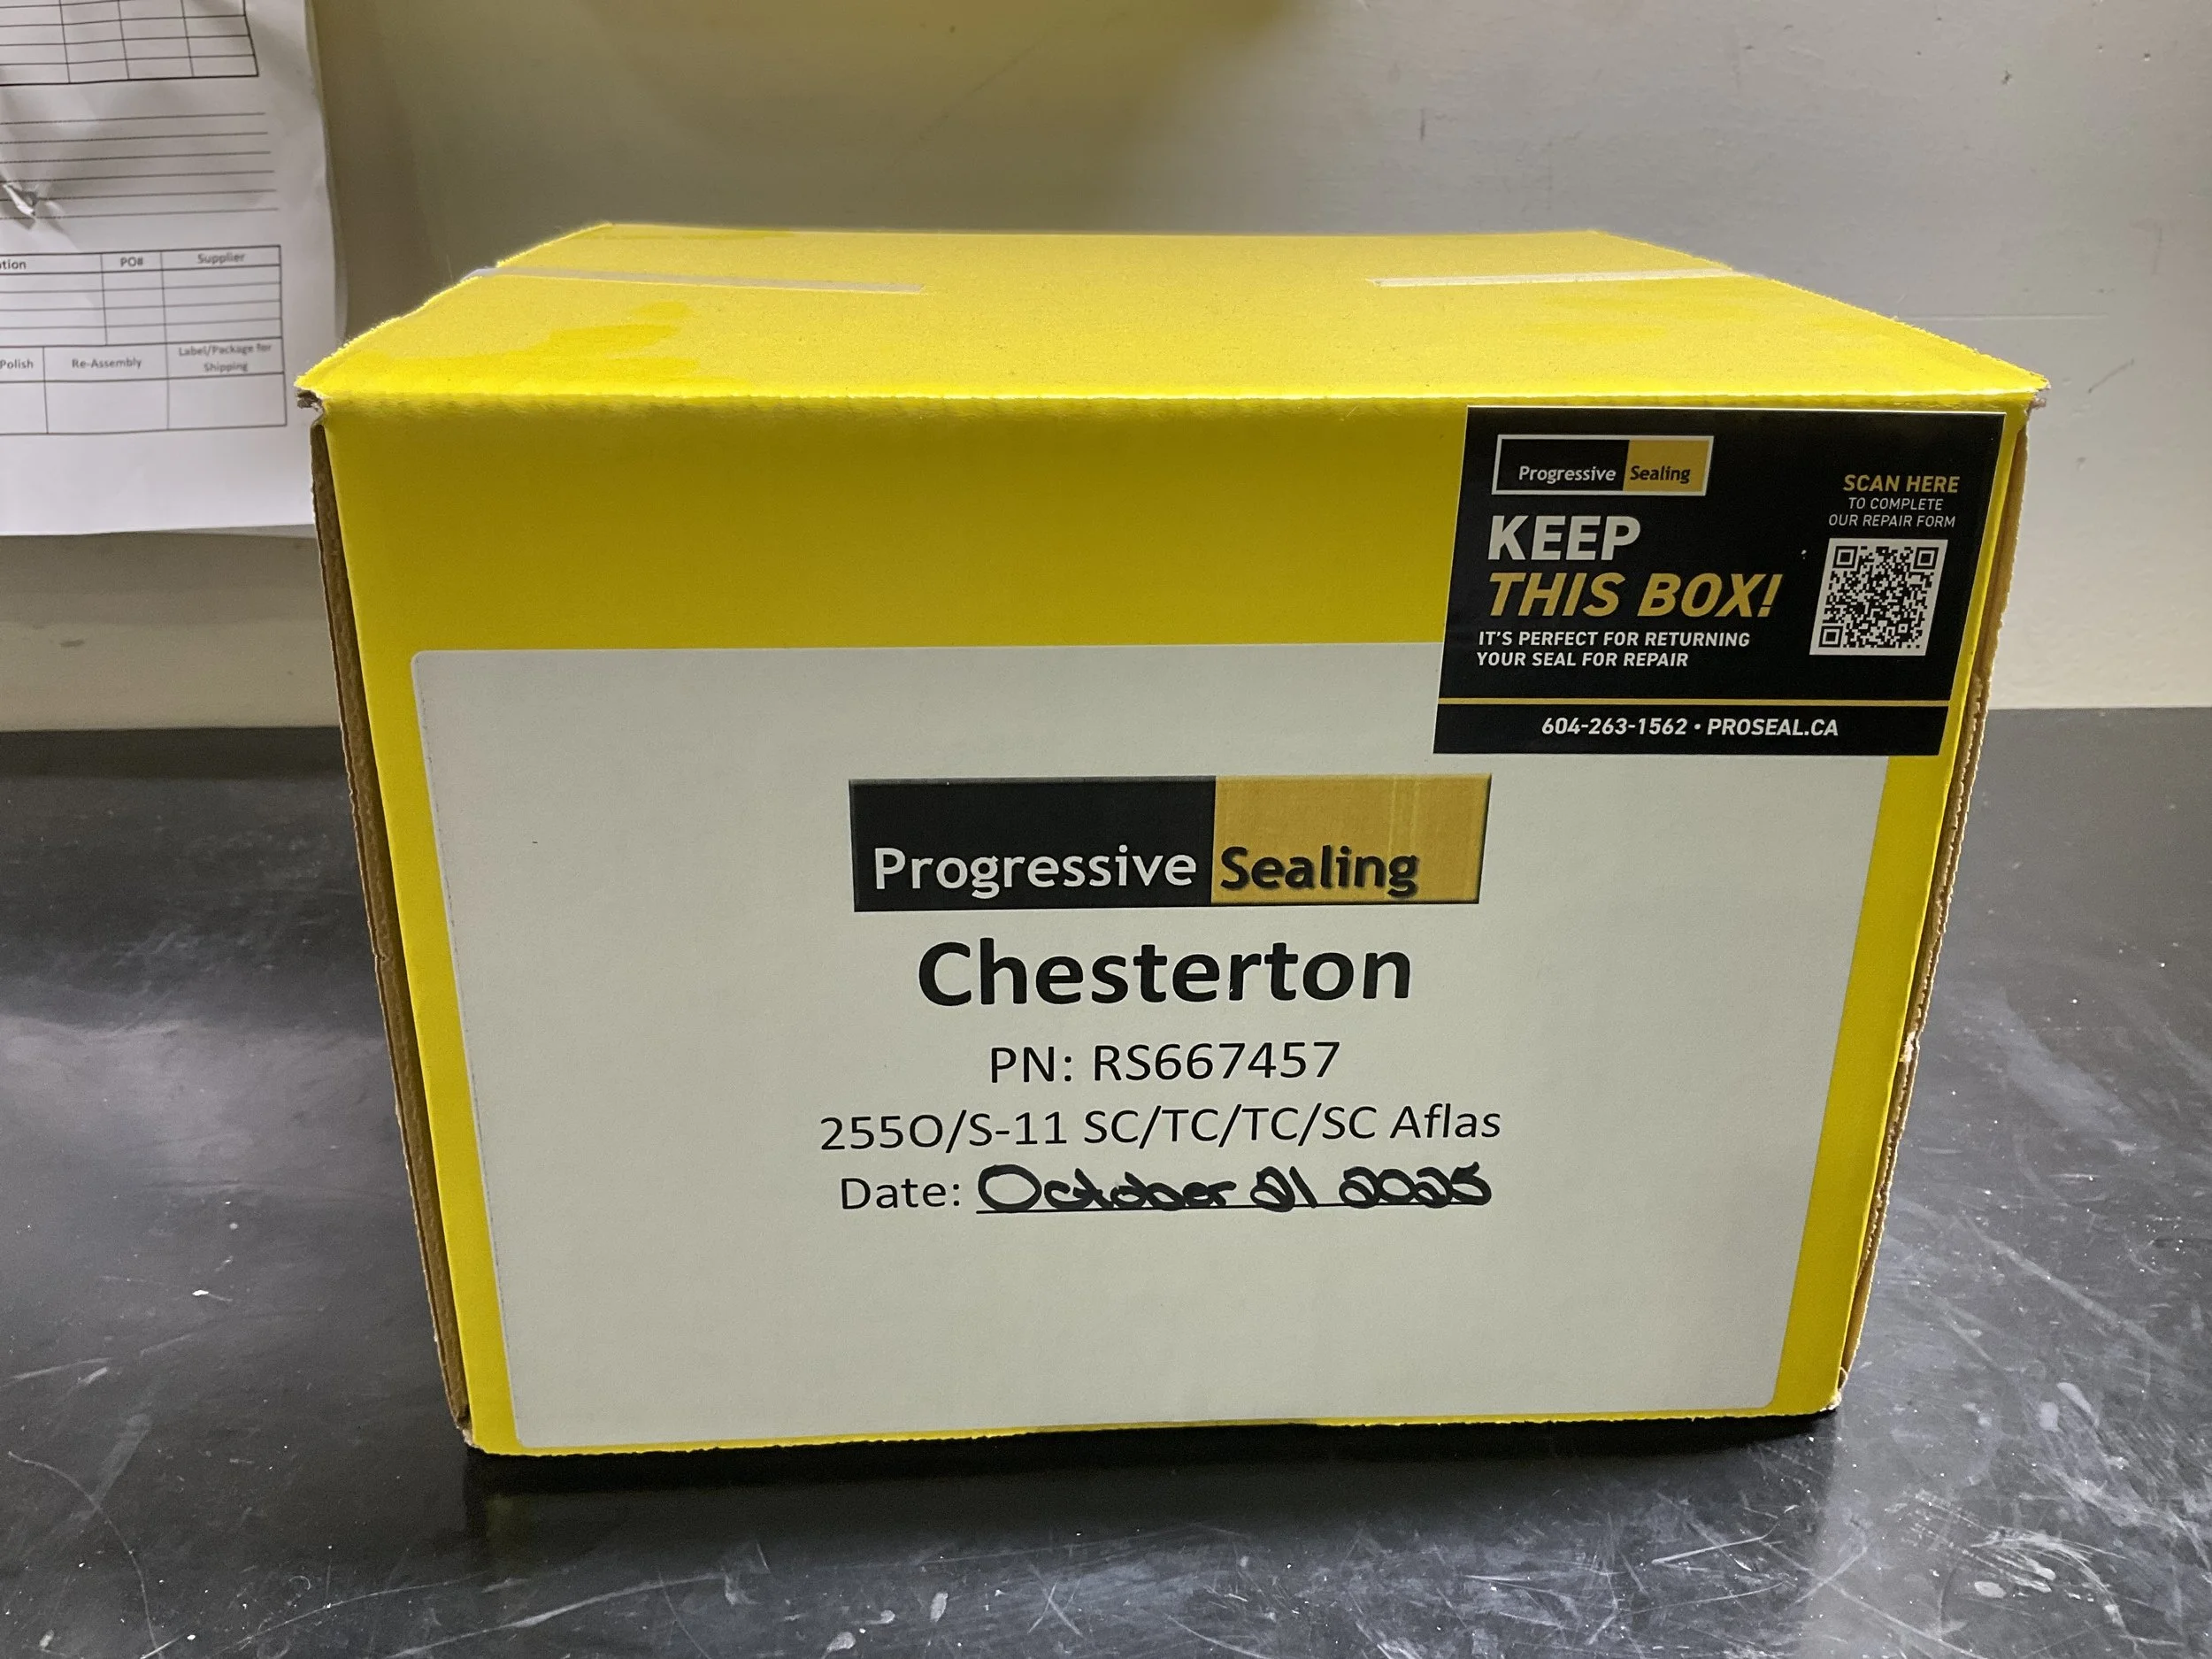 PO#
Supplier
Polish
Re-Assembly
Label/Package for
Shipping
Progressive Sealing
KEEP
THIS BOX!
IT'S PERFECT FOR RETURNING
YOUR SEAL FOR REPAIR
SCAN HERE
TO COMPLETE
OUR REPAIR FORM
604-263-1562 • PROSEAL.CA
Progressive Sealing
Chesterton
PN: RS667457
255O/S-11 SC/TC/TC/SC Aflas
Date: October 21 2025